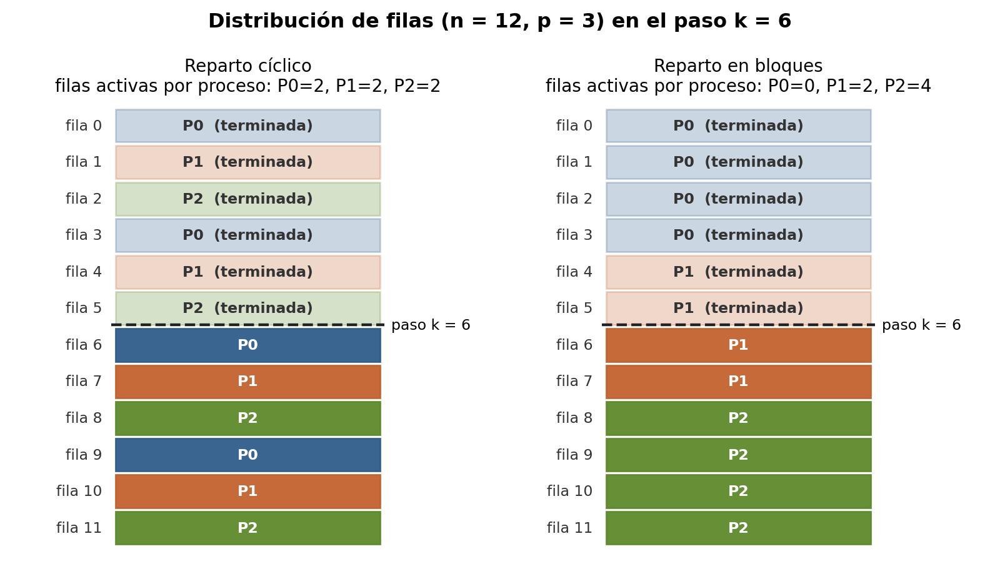 Distribución de filas (n = 12, p = 3) en el paso k = 6
Reparto cíclico
filas activas por proceso: P0=2, P1=2, P2=2
fila 0 P0 (terminada)
fila 1 P1 (terminada)
fila 2 P2 (terminada)
fila 3 P0 (terminada)
fila 4 P1 (terminada)
fila 5 P2 (terminada)
paso k = 6
fila 6 P0
fila 7 P1
fila 8 P2
fila 9 P0
fila 10 P1
fila 11 P2
Reparto en bloques
filas activas por proceso: P0=0, P1=2, P2=4
fila 0 P0 (terminada)
fila 1 P0 (terminada)
fila 2 P0 (terminada)
fila 3 P0 (terminada)
fila 4 P1 (terminada)
fila 5 P1 (terminada)
paso k = 6
fila 6 P1
fila 7 P1
fila 8 P2
fila 9 P2
fila 10 P2
fila 11 P2